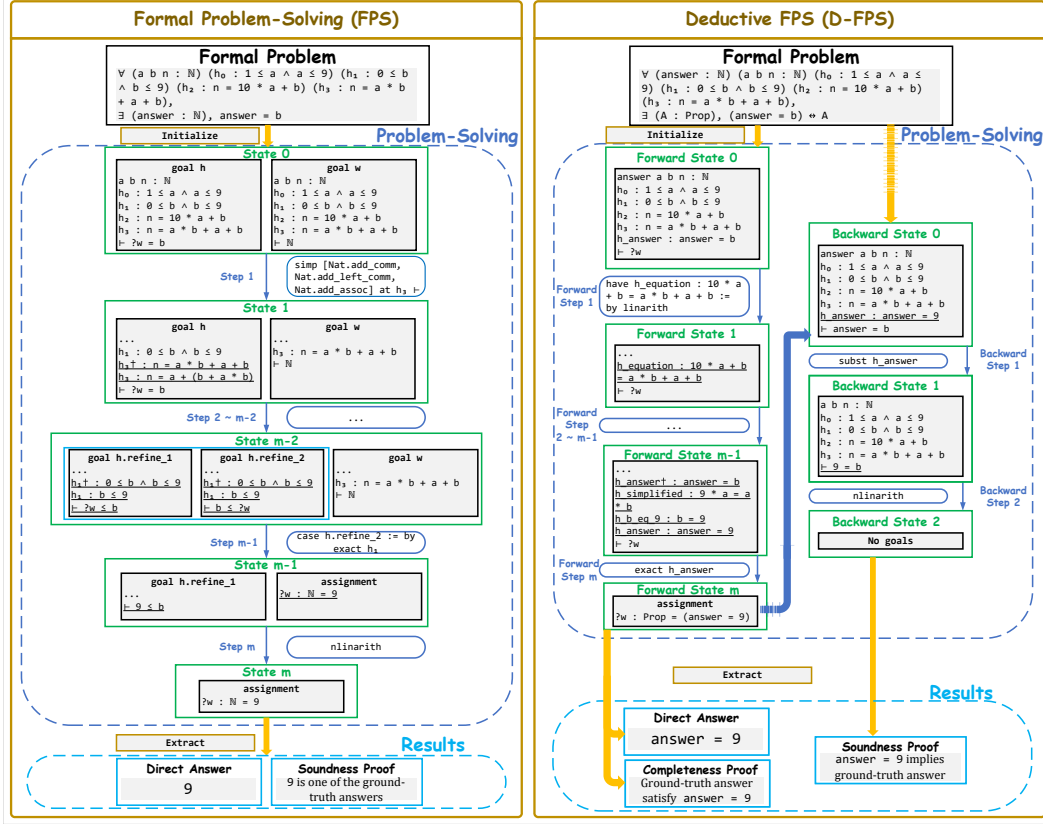 Formal Problem-Solving (FPS)
Formal Problem
∀ (a b n : ℕ) (h₀ : 1 ≤ a ∧ a ≤ 9) (h₁ : 0 ≤ b
∧ b ≤ 9) (h₂ : n = 10 * a + b) (h₃ : n = a * b
+ a + b),
∃ (answer : ℕ), answer = b
Initialize
Problem-Solving
State 0
goal h
a b n : ℕ
h₀ : 1 ≤ a ∧ a ≤ 9
h₁ : 0 ≤ b ∧ b ≤ 9
h₂ : n = 10 * a + b
h₃ : n = a * b + a + b
⊢ ?w = b
goal w
a b n : ℕ
h₀ : 1 ≤ a ∧ a ≤ 9
h₁ : 0 ≤ b ∧ b ≤ 9
h₂ : n = 10 * a + b
h₃ : n = a * b + a + b
⊢ ℕ
Step 1
simp [Nat.add_comm,
Nat.add_left_comm,
Nat.add_assoc] at h₃ ⊢
State 1
goal h
...
h₁ : 0 ≤ b ∧ b ≤ 9
h₃† : n = a * b + a + b
h₃ : n = a + (b + a * b)
⊢ ?w = b
goal w
...
h₃ : n = a * b + a + b
⊢ ℕ
Step 2 ~ m-2
...
State m-2
goal h.refine_1
...
h₁† : 0 ≤ b ∧ b ≤ 9
h₁ : b ≤ 9
⊢ ?w ≤ b
goal h.refine_2
...
h₁† : 0 ≤ b ∧ b ≤ 9
h₁ : b ≤ 9
⊢ b ≤ ?w
goal w
...
h₃ : n = a * b + a + b
⊢ ℕ
Step m-1
case h.refine_2 := by
exact h₁
State m-1
goal h.refine_1
...
⊢ 9 ≤ b
assignment
?w : ℕ = 9
Step m
nlinarith
State m
assignment
?w : ℕ = 9
Extract
Results
Direct Answer
9
Soundness Proof
9 is one of the ground-
truth answers
Deductive FPS (D-FPS)
Formal Problem
∀ (answer : ℕ) (a b n : ℕ) (h₀ : 1 ≤ a ∧ a ≤
9) (h₁ : 0 ≤ b ∧ b ≤ 9) (h₂ : n = 10 * a + b)
(h₃ : n = a * b + a + b),
∃ (A : Prop), (answer = b) ↔ A
Initialize
Problem-Solving
Forward State 0
answer a b n : ℕ
h₀ : 1 ≤ a ∧ a ≤ 9
h₁ : 0 ≤ b ∧ b ≤ 9
h₂ : n = 10 * a + b
h₃ : n = a * b + a + b
h_answer : answer = b
⊢ ?w
Forward
Step 1
have h_equation : 10 * a
+ b = a * b + a + b :=
by linarith
Forward State 1
...
h_equation : 10 * a + b
= a * b + a + b
⊢ ?w
Forward
Step
2 ~ m-1
...
Forward State m-1
...
h_answer† : answer = b
h_simplified : 9 * a = a
* b
h_b_eq_9 : b = 9
h_answer : answer = 9
⊢ ?w
Forward
Step m
exact h_answer
Forward State m
assignment
?w : Prop = (answer = 9)
Backward State 0
answer a b n : ℕ
h₀ : 1 ≤ a ∧ a ≤ 9
h₁ : 0 ≤ b ∧ b ≤ 9
h₂ : n = 10 * a + b
h₃ : n = a * b + a + b
h_answer : answer = 9
⊢ answer = b
subst h_answer
Backward
Step 1
Backward State 1
a b n : ℕ
h₀ : 1 ≤ a ∧ a ≤ 9
h₁ : 0 ≤ b ∧ b ≤ 9
h₂ : n = 10 * a + b
h₃ : n = a * b + a + b
⊢ 9 = b
nlinarith
Backward
Step 2
Backward State 2
No goals
Extract
Results
Direct Answer
answer = 9
Completeness Proof
Ground-truth answer
satisfy answer = 9
Soundness Proof
answer = 9 implies
ground-truth answer